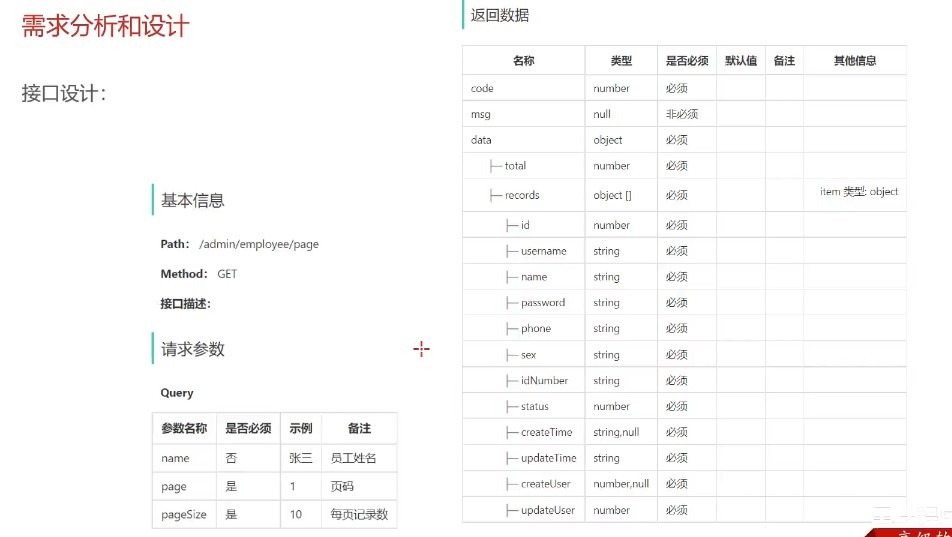 需求分析和设计
接口设计：
基本信息
Path： /admin/employee/page
Method： GET
接口描述：
请求参数
Query
参数名称 是否必须 示例 备注
name 否 张三 员工姓名
page 是 1 页码
pageSize 是 10 每页记录数
返回数据
名称 类型 是否必须 默认值 备注 其他信息
code number 必须
msg null 非必须
data object 必须
├─ total number 必须
├─ records object [] 必须 item 类型: object
├─ id number 必须
├─ username string 必须
├─ name string 必须
├─ password string 必须
├─ phone string 必须
├─ sex string 必须
├─ idNumber string 必须
├─ status number 必须
├─ createTime string,null 必须
├─ updateTime string 必须
├─ createUser number,null 必须
├─ updateUser number 必须